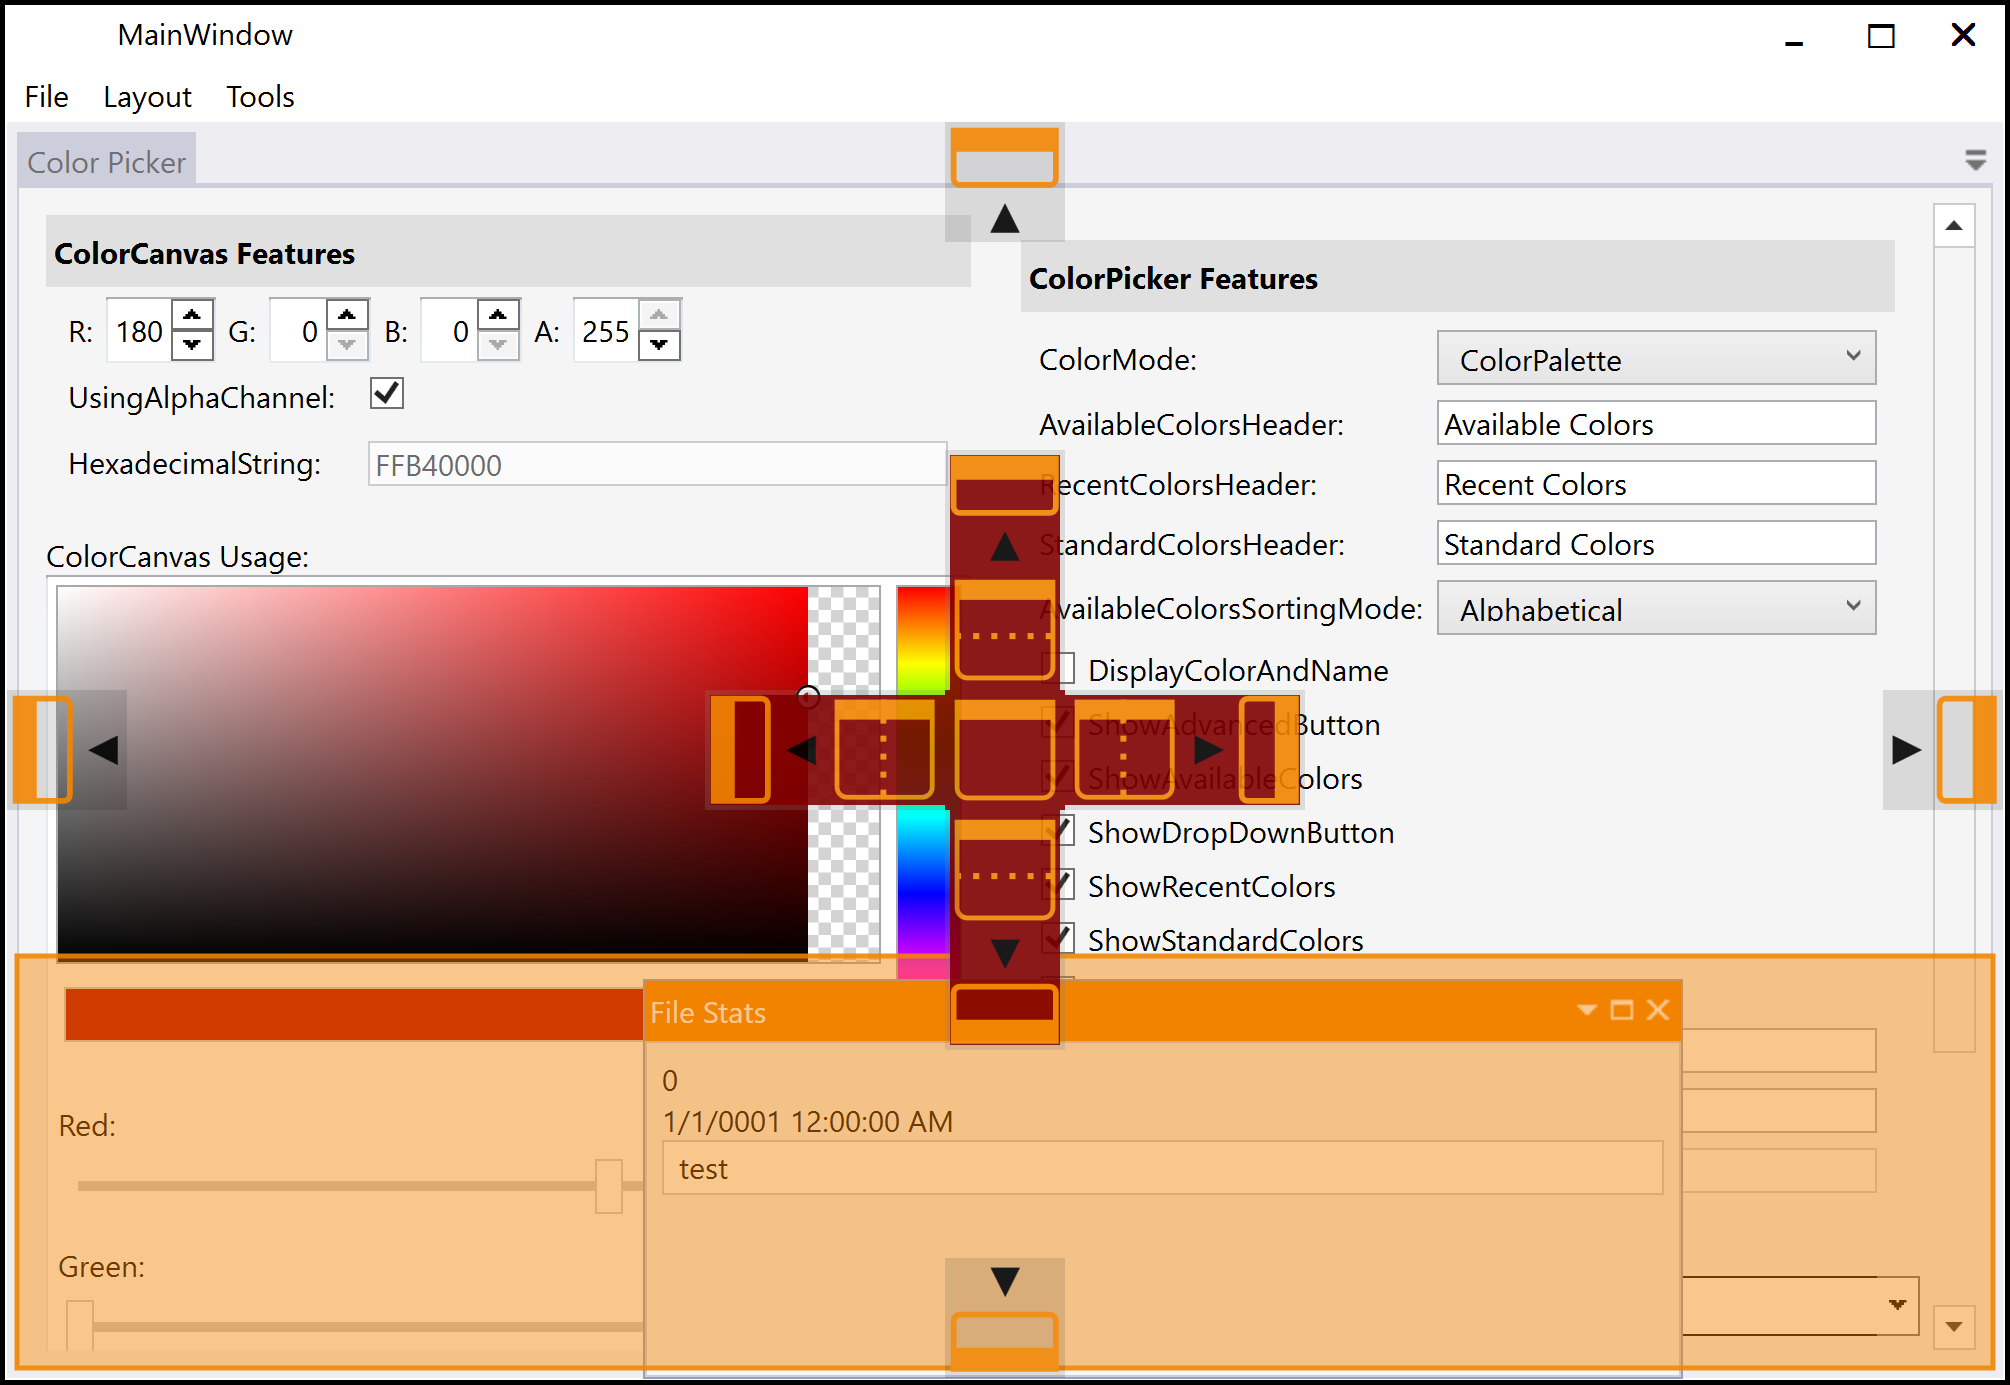 MainWindow
File Layout Tools
Color Picker
ColorCanvas Features
R: 180 G: 0 B: 0 A: 255
UsingAlphaChannel:
HexadecimalString: FFB40000
ColorCanvas Usage:
ColorPicker Features
ColorMode: ColorPalette
AvailableColorsHeader: Available Colors
RecentColorsHeader: Recent Colors
StandardColorsHeader: Standard Colors
AvailableColorsSortingMode: Alphabetical
DisplayColorAndName
ShowAdvancedButton
ShowAvailableColors
ShowDropDownButton
ShowRecentColors
ShowStandardColors
File Stats
0
1/1/0001 12:00:00 AM
test
Red:
Green: